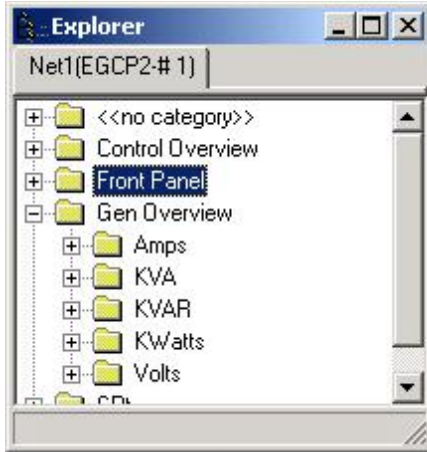 Explorer
Net1(EGCP2-# 1)
<<no category>>
Control Overview
Front Panel
Gen Overview
Amps
KVA
KVAR
KWatts
Volts